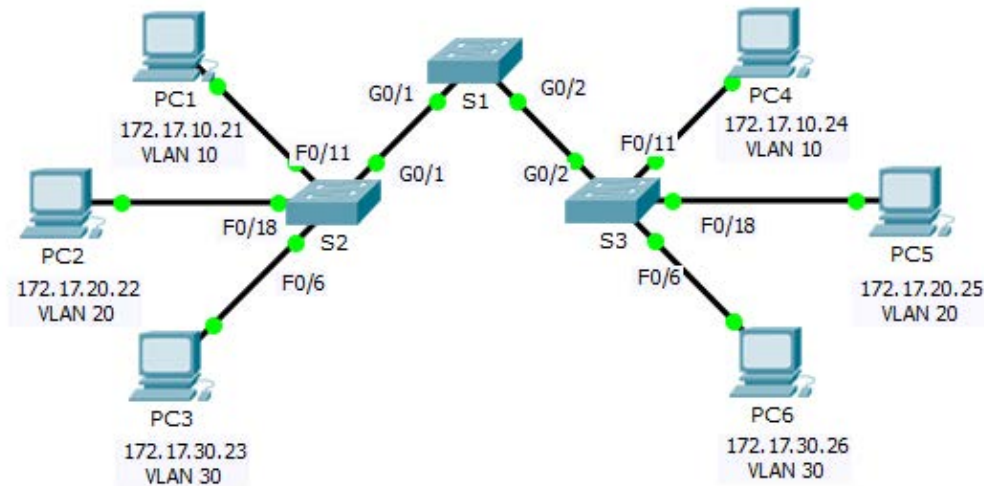 PC1
172.17.10.21
VLAN 10
G0/1
S1
G0/2
PC4
172.17.10.24
VLAN 10
F0/11
G0/1
G0/2
F0/11
PC2
172.17.20.22
VLAN 20
F0/18
S2
F0/6
S3
F0/18
F0/6
PC5
172.17.20.25
VLAN 20
PC3
172.17.30.23
VLAN 30
PC6
172.17.30.26
VLAN 30